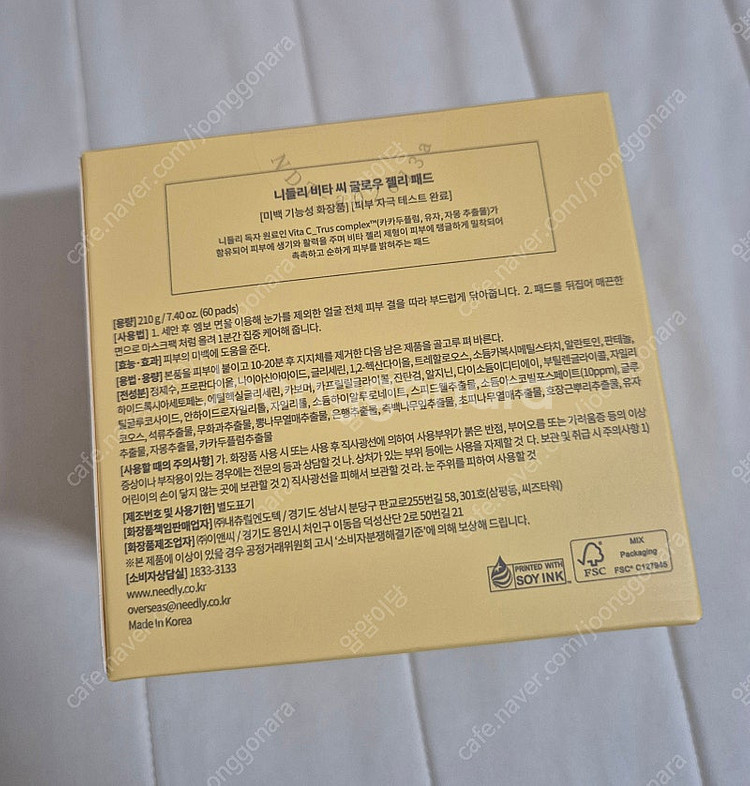 니들리 비타 씨 글로우 젤리 패드
[미백 기능성 화장품] [피부 자극 테스트 완료]
니들리 독자 원료인 Vita C_Trus complex™(카카두플럼, 유자, 자몽 추출물)가
함유되어 피부에 생기와 활력을 주며 비타 젤리 제형이 피부에 탱글하게 밀착되어
촉촉하고 순하게 피부를 밝혀주는 패드
[용량] 210 g / 7.40 oz. (60 pads)
[사용법] 1. 세안 후 엠보 면을 이용해 눈가를 제외한 얼굴 전체 피부 결을 따라 부드럽게 닦아줍니다. 2. 패드를 뒤집어 매끈한
면으로 마스크팩 처럼 올려 1분간 집중 케어해 줍니다.
[효능·효과] 피부의 미백에 도움을 준다.
[용법·용량] 본품을 피부에 붙이고 10-20분 후 지지체를 제거한 다음 남은 제품을 골고루 펴 바른다.
[전성분] 정제수, 프로판다이올, 나이아신아마이드, 글리세린, 1,2-헥산다이올, 트레할로오스, 소듐카복시메틸스타치, 알란토인, 판테놀,
하이드록시아세토페논, 에틸헥실글리세린, 카보머, 카프릴릴글라이콜, 잔탄검, 알지닌, 다이소듐이디티에이, 부틸렌글라이콜, 자일리
틸글루코사이드, 안하이드로자일리톨, 자일리톨, 소듐하이알루로네이트, 스피드웰추출물, 소듐아스코빌포스페이트(10ppm), 글루
코오스, 석류추출물, 무화과추출물, 뽕나무열매추출물, 은행추출물, 측백나무잎추출물, 초피나무열매추출물, 호장근뿌리추출물, 유자
추출물, 자몽추출물, 카카두플럼추출물
[사용할 때의 주의사항] 가. 화장품 사용 시 또는 사용 후 직사광선에 의하여 사용부위가 붉은 반점, 부어오름 또는 가려움증 등의 이상
증상이나 부작용이 있는 경우에는 전문의 등과 상담할 것 나. 상처가 있는 부위 등에는 사용을 자제할 것 다. 보관 및 취급 시 주의사항 1)
어린이의 손이 닿지 않는 곳에 보관할 것 2) 직사광선을 피해서 보관할 것 라. 눈 주위를 피하여 사용할 것
[제조번호 및 사용기한] 별도표기
[화장품책임판매업자] ㈜내츄럴엔도텍 / 경기도 성남시 분당구 판교로255번길 58, 301호(삼평동, 씨즈타워)
[화장품제조업자] ㈜이앤씨 / 경기도 용인시 처인구 이동읍 덕성산단 2로 50번길 21
※본 제품에 이상이 있을 경우 공정거래위원회 고시 '소비자분쟁해결기준'에 의해 보상해 드립니다.
[소비자상담실] 1833-3133
www.needly.co.kr
overseas@needly.co.kr
Made In Korea
PRINTED WITH
SOY INK™
FSC
MIX
Packaging
FSC® C127945
cafe.naver.com/joonggonara
joonggonara